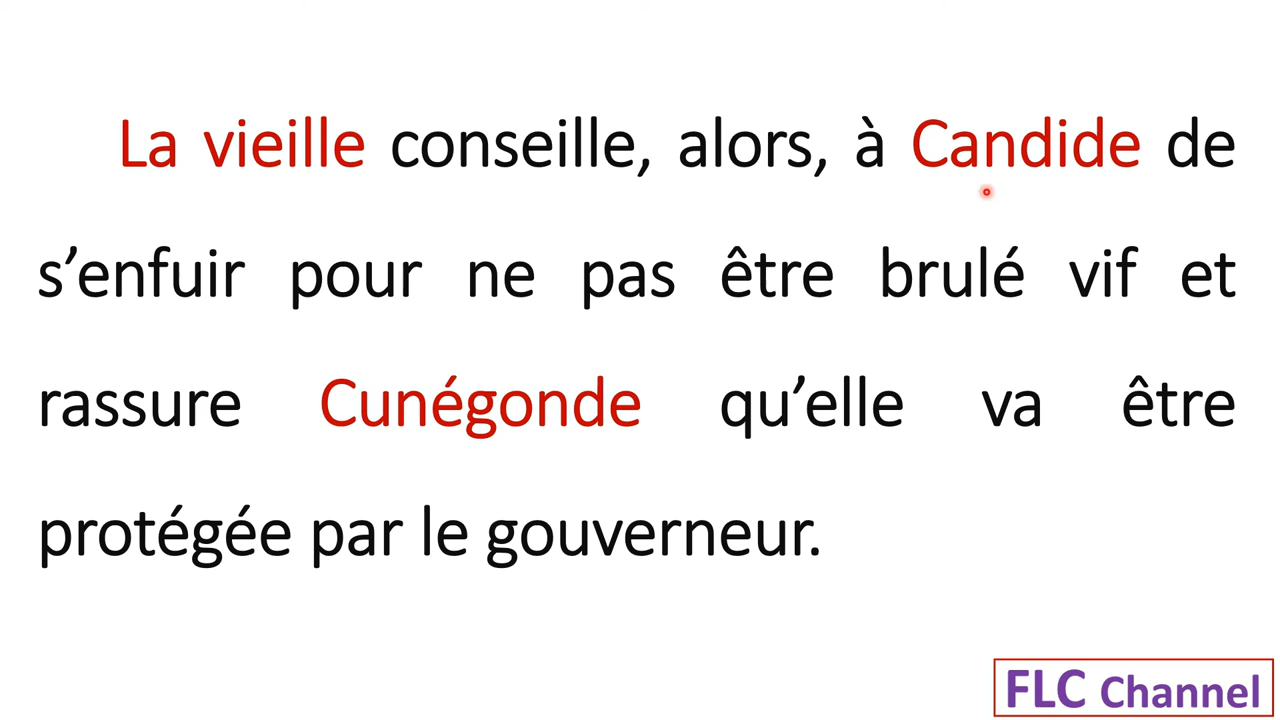 La vieille conseille, alors, à Candide de
s’enfuir pour ne pas être brulé vif et
rassure Cunégonde qu’elle va être
protégée par le gouverneur.
FLC Channel